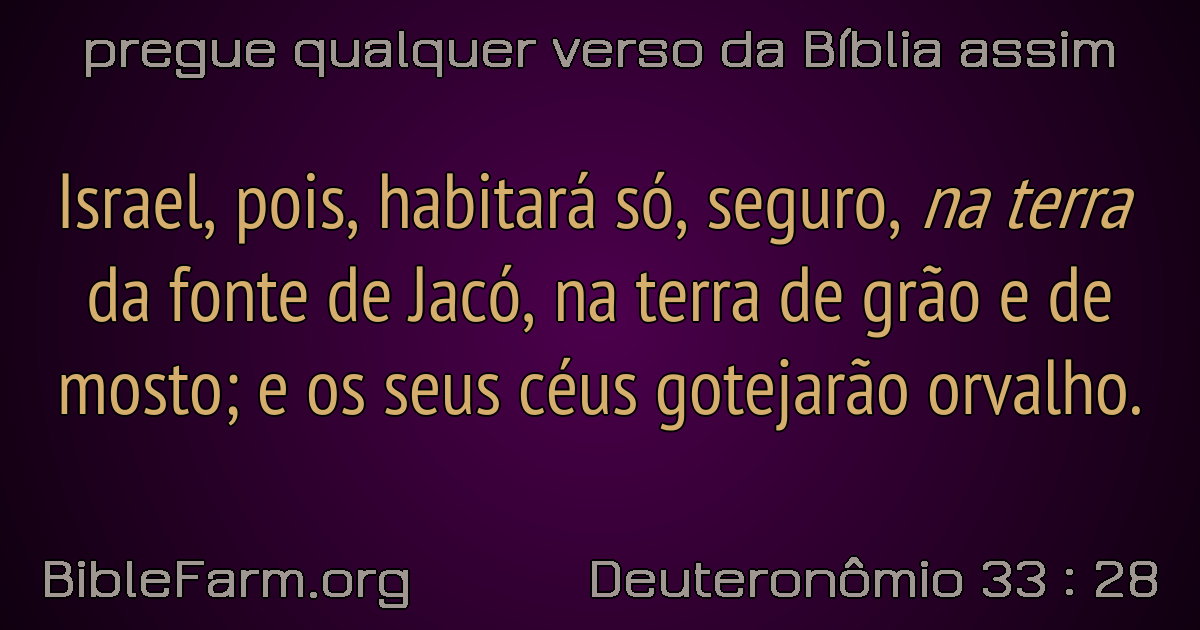 pregue qualquer verso da Bíblia assim
Israel, pois, habitará só, seguro, na terra
da fonte de Jacó, na terra de grão e de
mosto; e os seus céus gotejarão orvalho.
BibleFarm.org
Deuteronômio 33 : 28